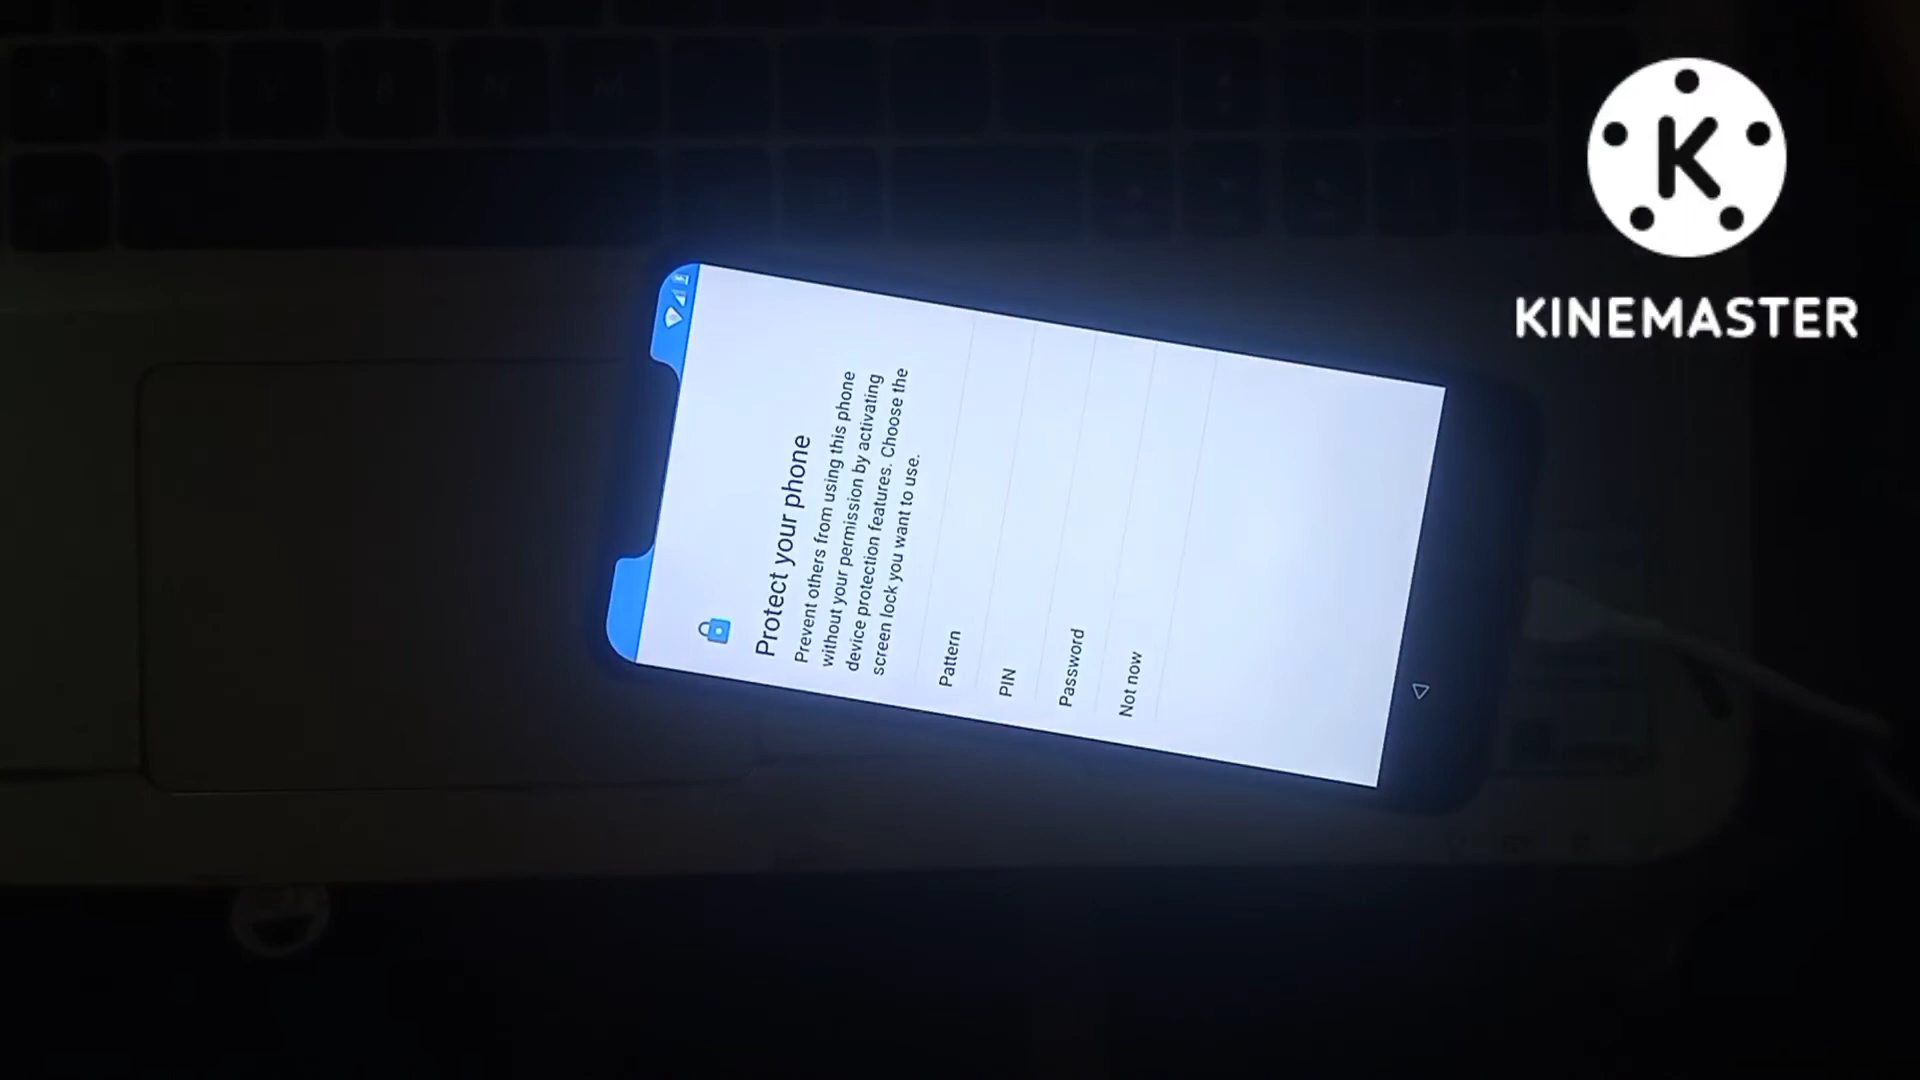 Protect your phone
Prevent others from using this phone
without your permission by activating
device protection features. Choose the
screen lock you want to use.
Pattern
PIN
Password
Not now
K
KINEMASTER